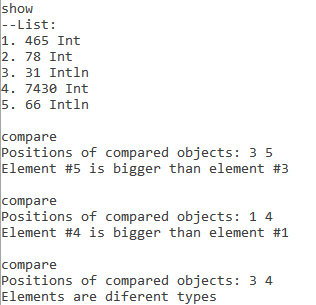 show
--List:
1. 465 Int
2. 78 Int
3. 31 Intln
4. 7430 Int
5. 66 Intln
compare
Positions of compared objects: 3 5
Element #5 is bigger than element #3
compare
Positions of compared objects: 1 4
Element #4 is bigger than element #1
compare
Positions of compared objects: 3 4
Elements are diferent types